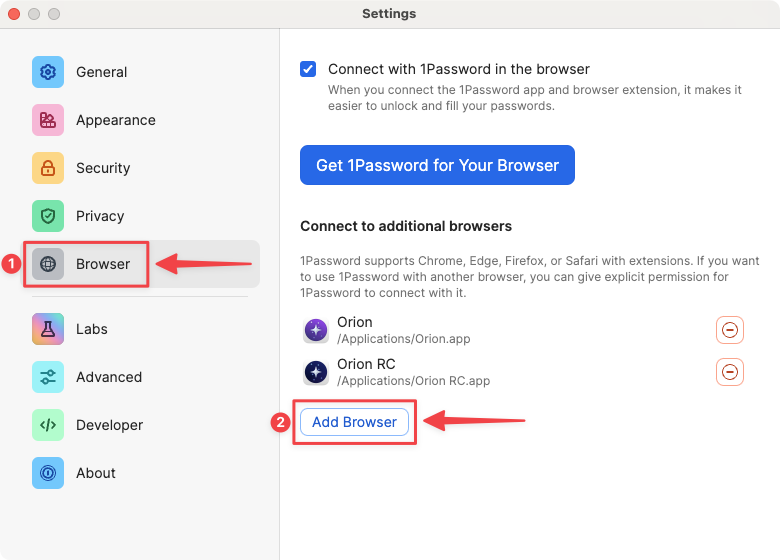 Settings
General
Appearance
Security
Privacy
1
Browser
Labs
Advanced
Developer
About
Connect with 1Password in the browser
When you connect the 1Password app and browser extension, it makes it
easier to unlock and fill your passwords.
Get 1Password for Your Browser
Connect to additional browsers
1Password supports Chrome, Edge, Firefox, or Safari with extensions. If you want
to use 1Password with another browser, you can give explicit permission for
1Password to connect with it.
Orion
/Applications/Orion.app
Orion RC
/Applications/Orion RC.app
2
Add Browser